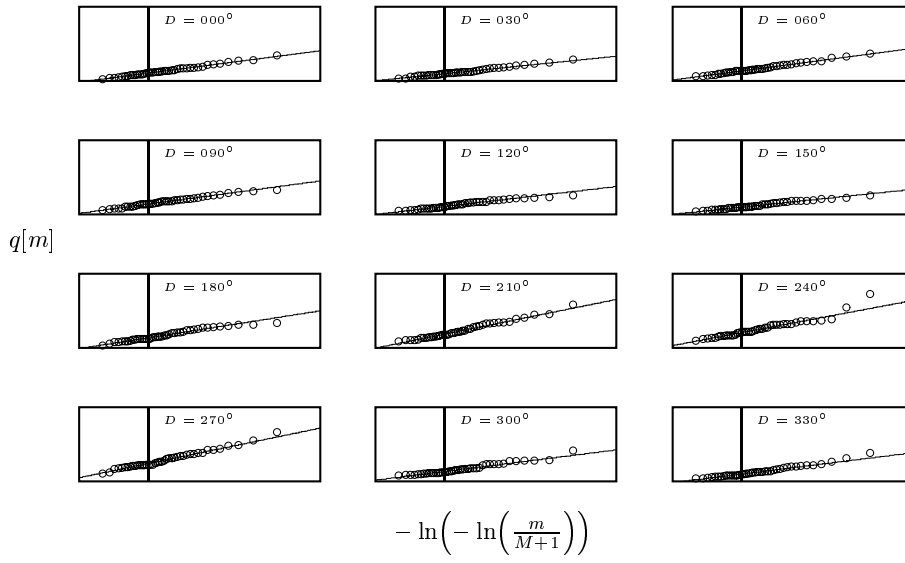 D = 000° D = 030° D = 060°
D = 090° D = 120° D = 150°
q[m]
D = 180° D = 210° D = 240°
D = 270° D = 300° D = 330°
− ln(− ln(m/M+1))